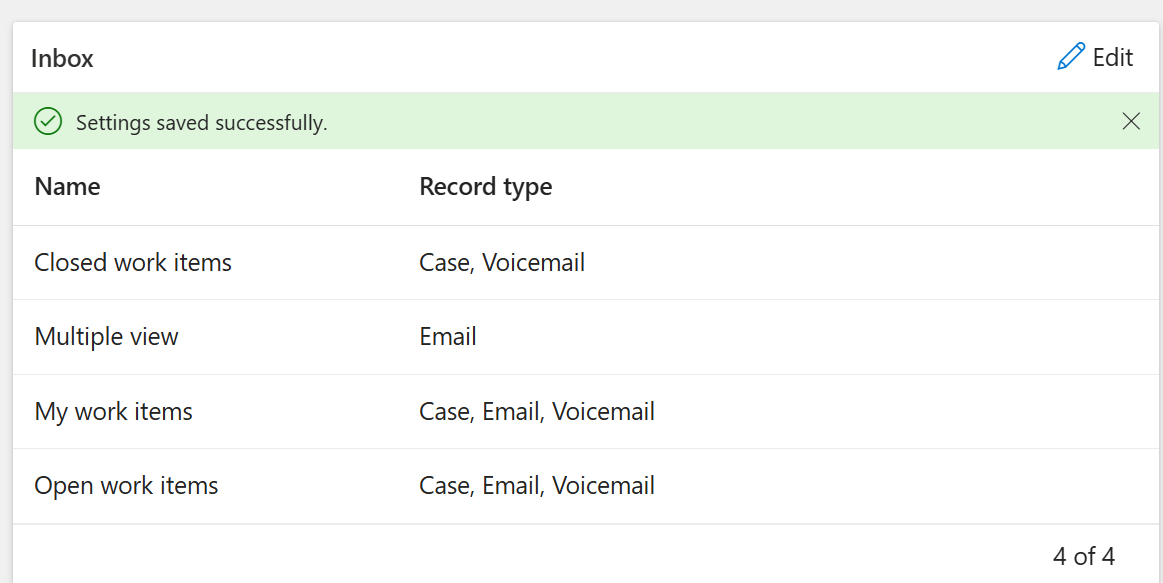 Inbox
Edit
Settings saved successfully.
Name Record type
Closed work items Case, Voicemail
Multiple view Email
My work items Case, Email, Voicemail
Open work items Case, Email, Voicemail
4 of 4